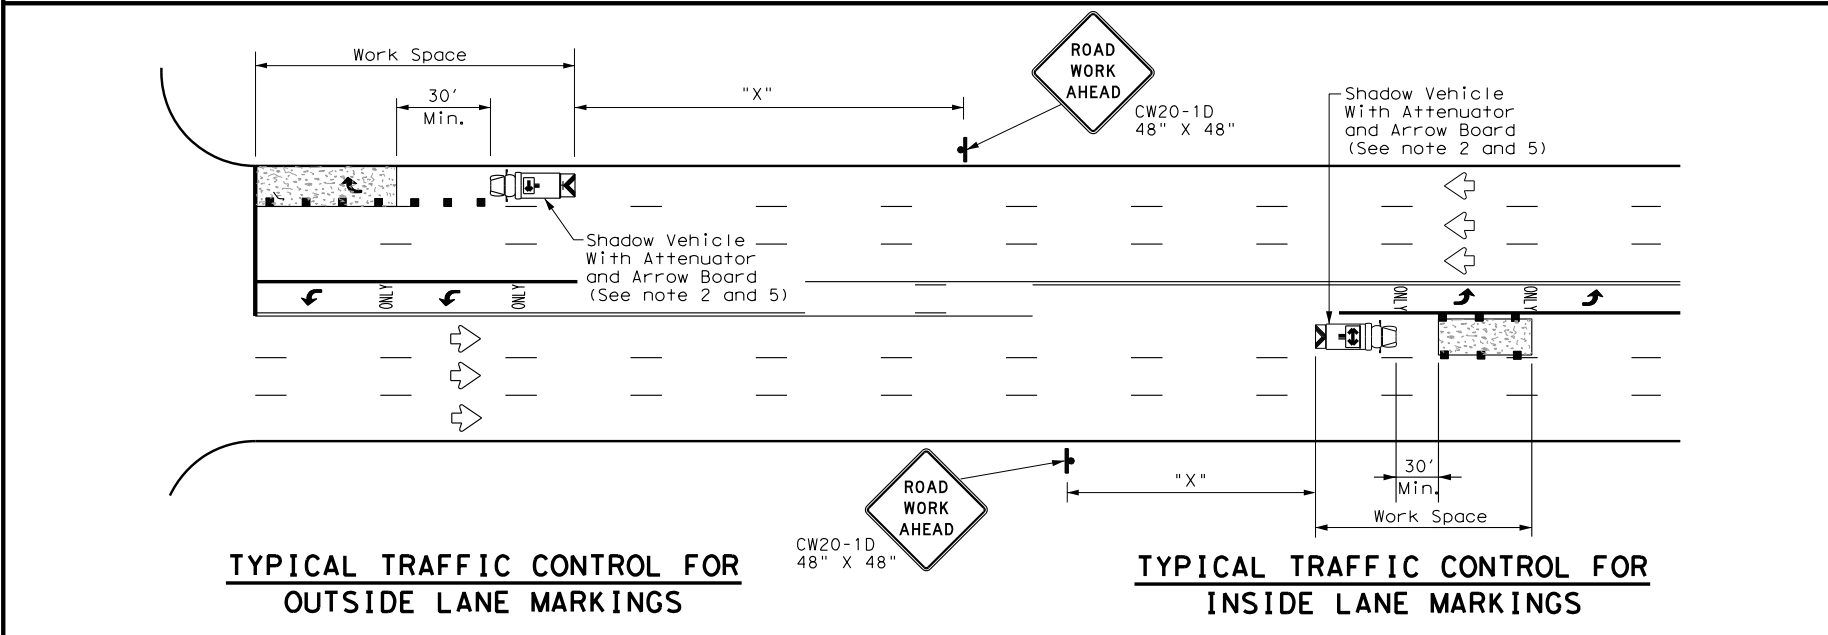 Work Space
30'
Min.
"X"
ROAD
WORK
AHEAD
CW20-1D
48" X 48"
Shadow Vehicle
With Attenuator
and Arrow Board
(See note 2 and 5)
Shadow Vehicle
With Attenuator
and Arrow Board
(See note 2 and 5)
ONLY
ONLY
ONLY
ONLY
ROAD
WORK
AHEAD
CW20-1D
48" X 48"
"X"
30'
Min.
Work Space
TYPICAL TRAFFIC CONTROL FOR
OUTSIDE LANE MARKINGS
TYPICAL TRAFFIC CONTROL FOR
INSIDE LANE MARKINGS